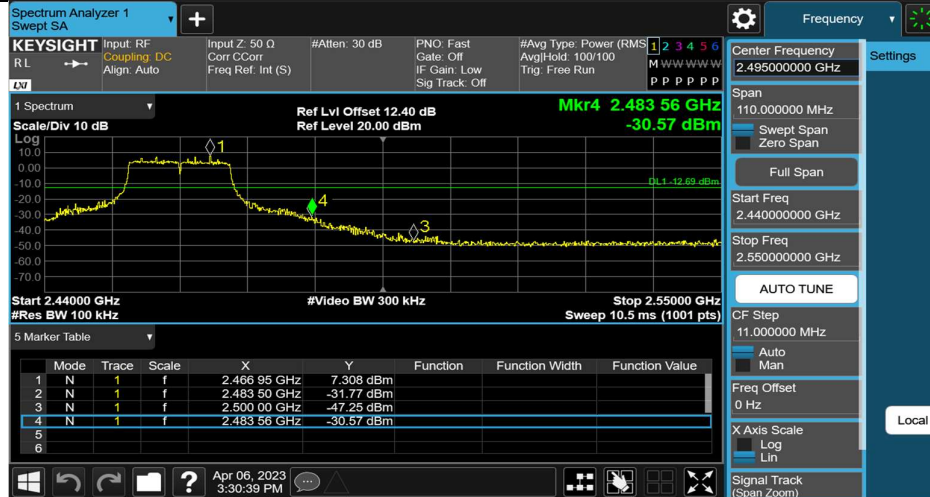 Spectrum Analyzer 1
Swept SA
Frequency
KEYSIGHT
RL
LXI
Input: RF
Coupling: DC
Align: Auto
Input Z: 50 Ω
Corr CCorr
Freq Ref: Int (S)
#Atten: 30 dB
PNO: Fast
Gate: Off
IF Gain: Low
Sig Track: Off
#Avg Type: Power (RMS
Avg|Hold: 100/100
Trig: Free Run
1 2 3 4 5 6
M W W W W W
P P P P P P
1 Spectrum
Scale/Div 10 dB
Ref Lvl Offset 12.40 dB
Ref Level 20.00 dBm
Mkr4 2.483 56 GHz
-30.57 dBm
Log
10.0
0.00
-10.0
-20.0
-30.0
-40.0
-50.0
-60.0
-70.0
1
4
3
DL1 -12.69 dBm
Start 2.44000 GHz
#Video BW 300 kHz
Stop 2.55000 GHz
#Res BW 100 kHz
Sweep 10.5 ms (1001 pts)
5 Marker Table
Mode Trace Scale X Y Function Function Width Function Value
1 N 1 f 2.466 95 GHz 7.308 dBm
2 N 1 f 2.483 50 GHz -31.77 dBm
3 N 1 f 2.500 00 GHz -47.25 dBm
4 N 1 f 2.483 56 GHz -30.57 dBm
5
6
?
Apr 06, 2023
3:30:39 PM
Center Frequency
2.495000000 GHz
Span
110.000000 MHz
Swept Span
Zero Span
Full Span
Start Freq
2.440000000 GHz
Stop Freq
2.550000000 GHz
AUTO TUNE
CF Step
11.000000 MHz
Auto
Man
Freq Offset
0 Hz
X Axis Scale
Log
Lin
Signal Track
(Span Zoom)
Settings
Local